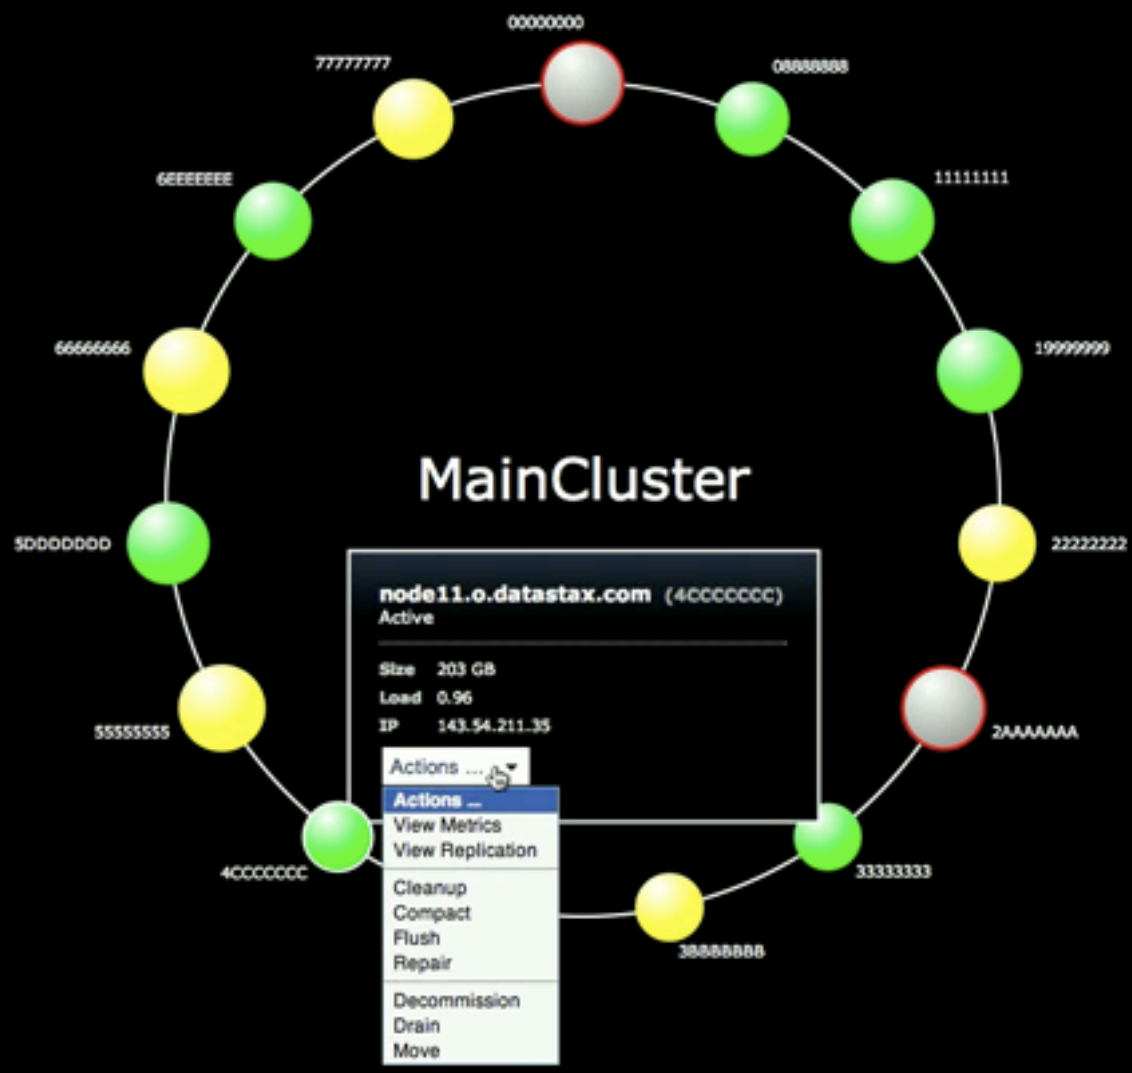 00000000
77777777
08888888
6EEEEEEE
11111111
66666666
19999999
MainCluster
5DDDDDDD
22222222
node11.o.datastax.com (4CCCCCCC)
Active
Size 203 GB
Load 0.96
IP 143.54.211.35
55555555
2AAAAAAA
Actions ...
Actions ...
View Metrics
View Replication
4CCCCCCC
33333333
Cleanup
Compact
Flush
3BBBBBBB
Repair
Decommission
Drain
Move